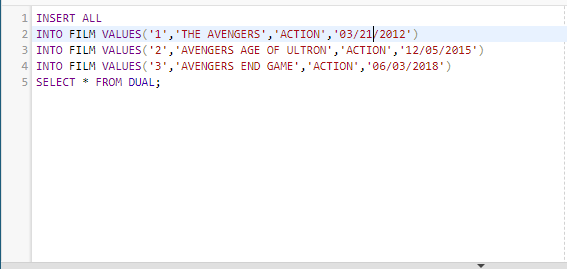 1 INSERT ALL
2 INTO FILM VALUES('1','THE AVENGERS','ACTION','03/21/2012')
3 INTO FILM VALUES('2','AVENGERS AGE OF ULTRON','ACTION','12/05/2015')
4 INTO FILM VALUES('3','AVENGERS END GAME','ACTION','06/03/2018')
5 SELECT * FROM DUAL;